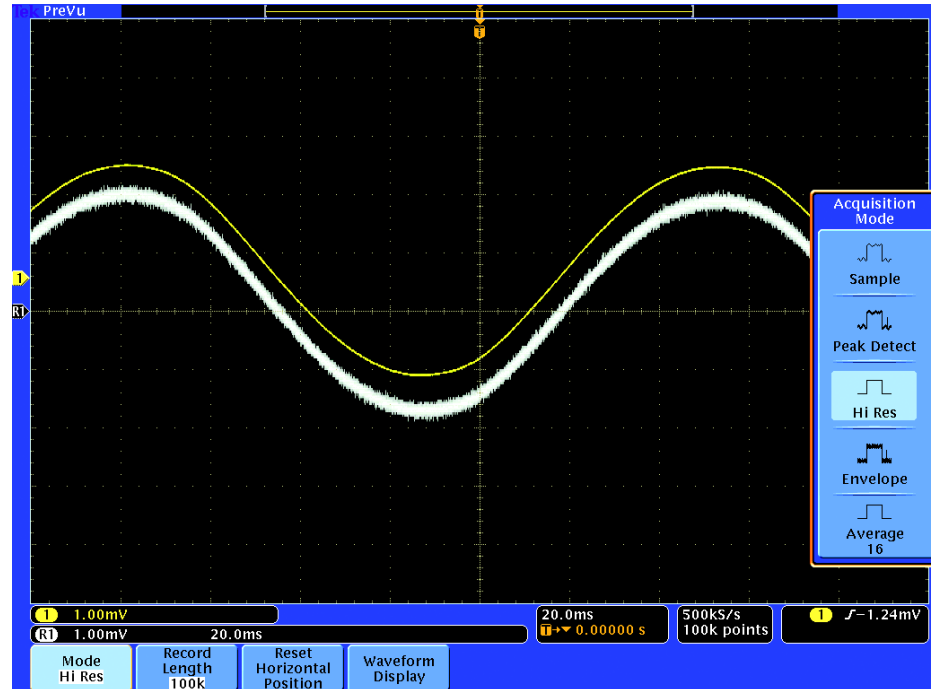 Tek PreVu
T
T
Acquisition
Mode
Sample
Peak Detect
Hi Res
Envelope
Average
16
1
R1
1 1.00mV
R1 1.00mV 20.0ms
20.0ms
T→▼ 0.00000 s
500kS/s
100k points
1 ∫−1.24mV
Mode
Hi Res
Record
Length
100k
Reset
Horizontal
Position
Waveform
Display